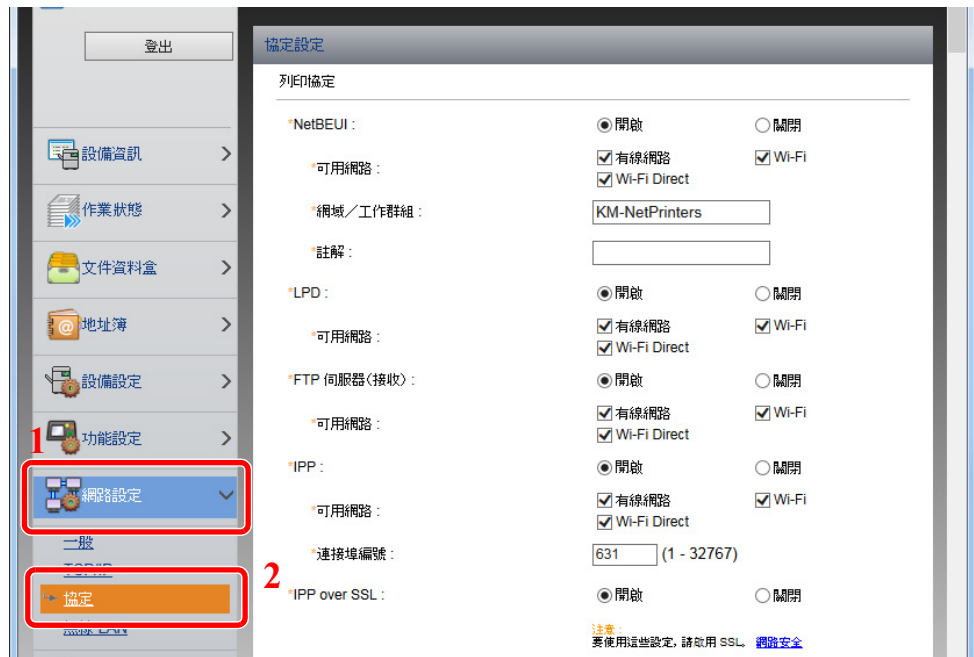 登出
設備資訊
作業狀態
文件資料盒
地址簿
設備設定
功能設定
1
網路設定
一般
TCP/IP
2
協定
無線 LAN
協定設定
列印協定
*NetBEUI : 開啟 關閉
*可用網路 : 有線網路 Wi-Fi
Wi-Fi Direct
*網域／工作群組 : KM-NetPrinters
*註解 :
*LPD : 開啟 關閉
*可用網路 : 有線網路 Wi-Fi
Wi-Fi Direct
*FTP 伺服器(接收) : 開啟 關閉
*可用網路 : 有線網路 Wi-Fi
Wi-Fi Direct
*IPP : 開啟 關閉
*可用網路 : 有線網路 Wi-Fi
Wi-Fi Direct
*連接埠編號 : 631 (1 - 32767)
*IPP over SSL : 開啟 關閉
注意 :
要使用這些設定, 請啟用 SSL。 網路安全